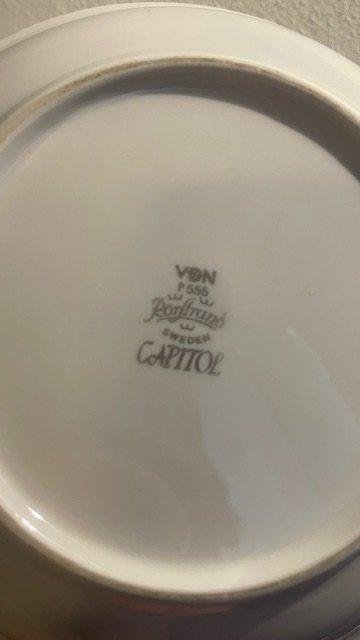 VDN
P 555
Rörstrand
SWEDEN
CAPITOL